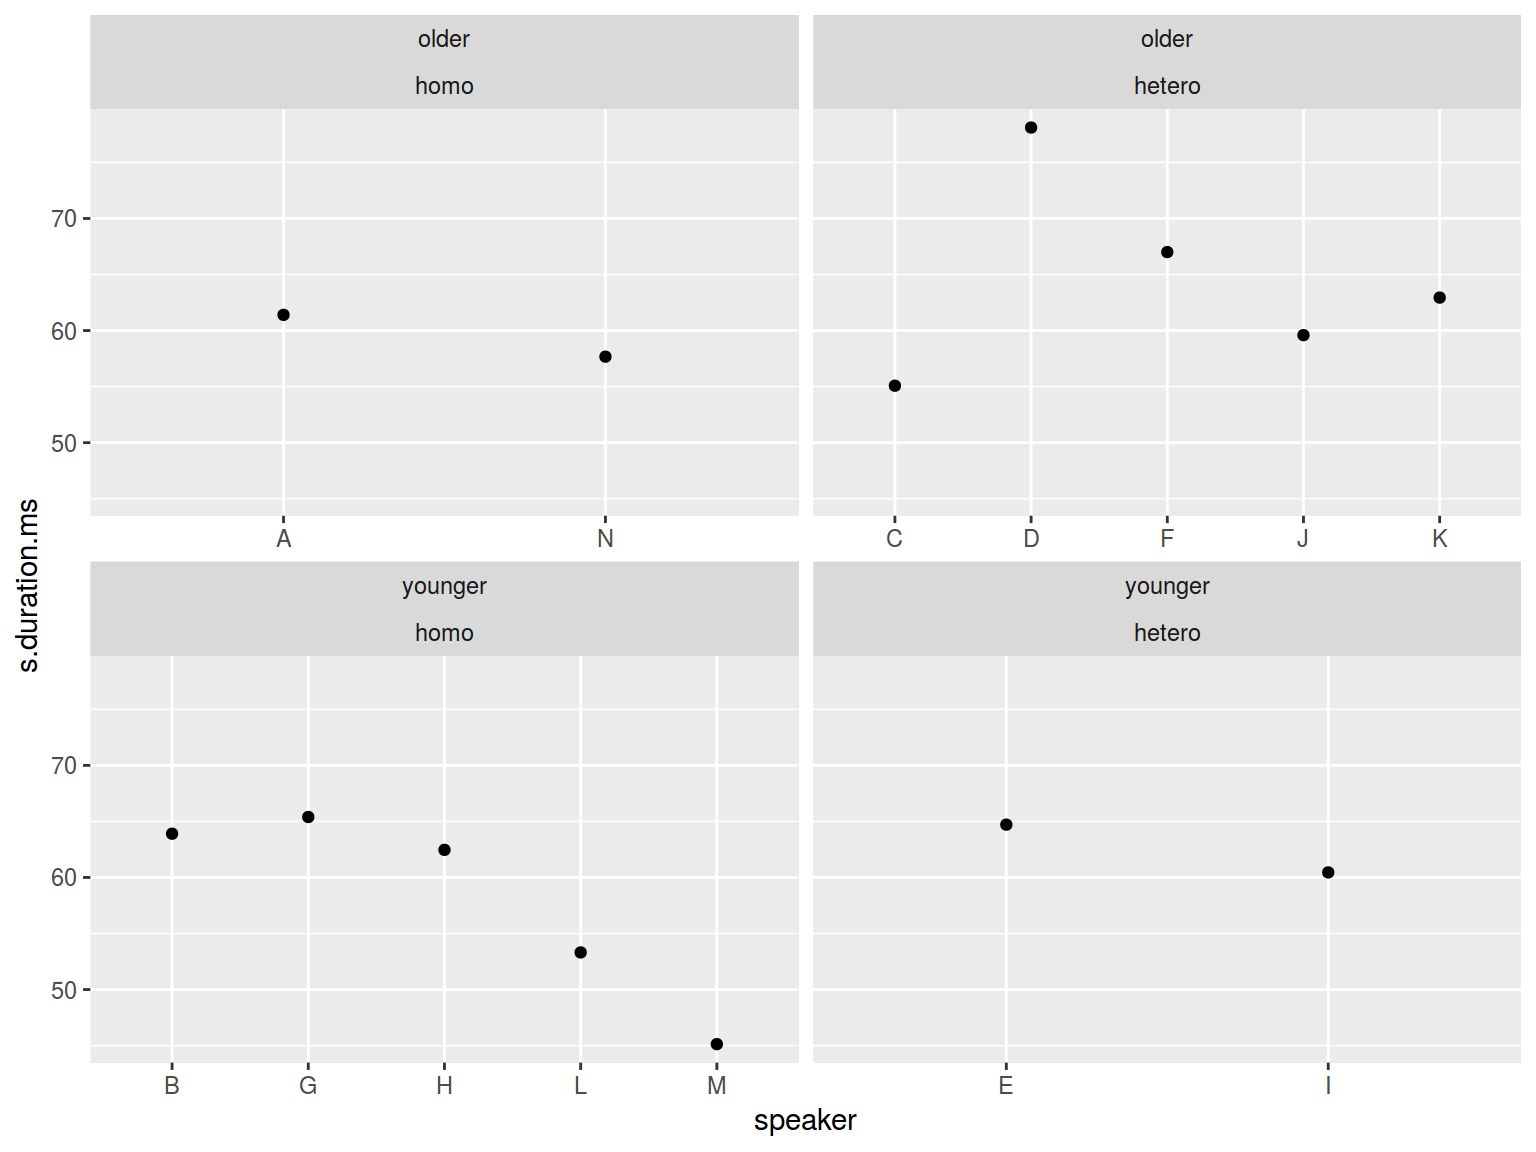 older
homo
older
hetero
70
60
50
A N
C D F J K
younger
homo
younger
hetero
70
60
50
B G H L M
E I
s.duration.ms
speaker